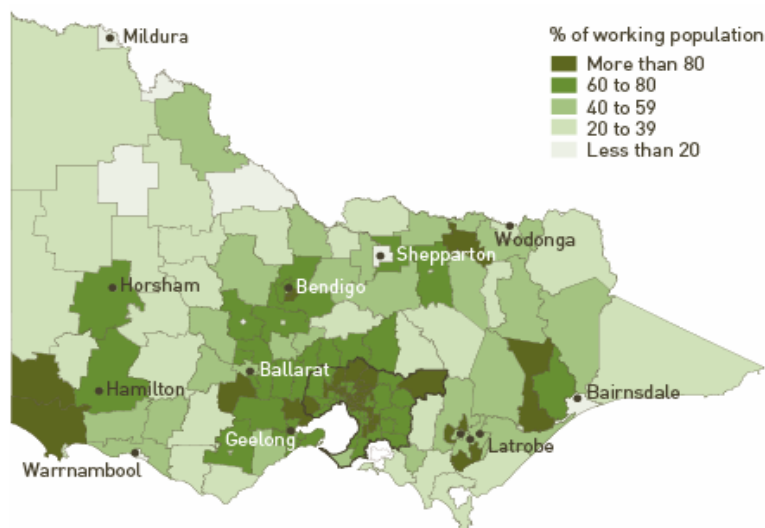 Mildura
% of working population
More than 80
60 to 80
40 to 59
20 to 39
Less than 20
Wodonga
Shepparton
Horsham
Bendigo
Ballarat
Hamilton
Bairnsdale
Geelong
Latrobe
Warrnambool